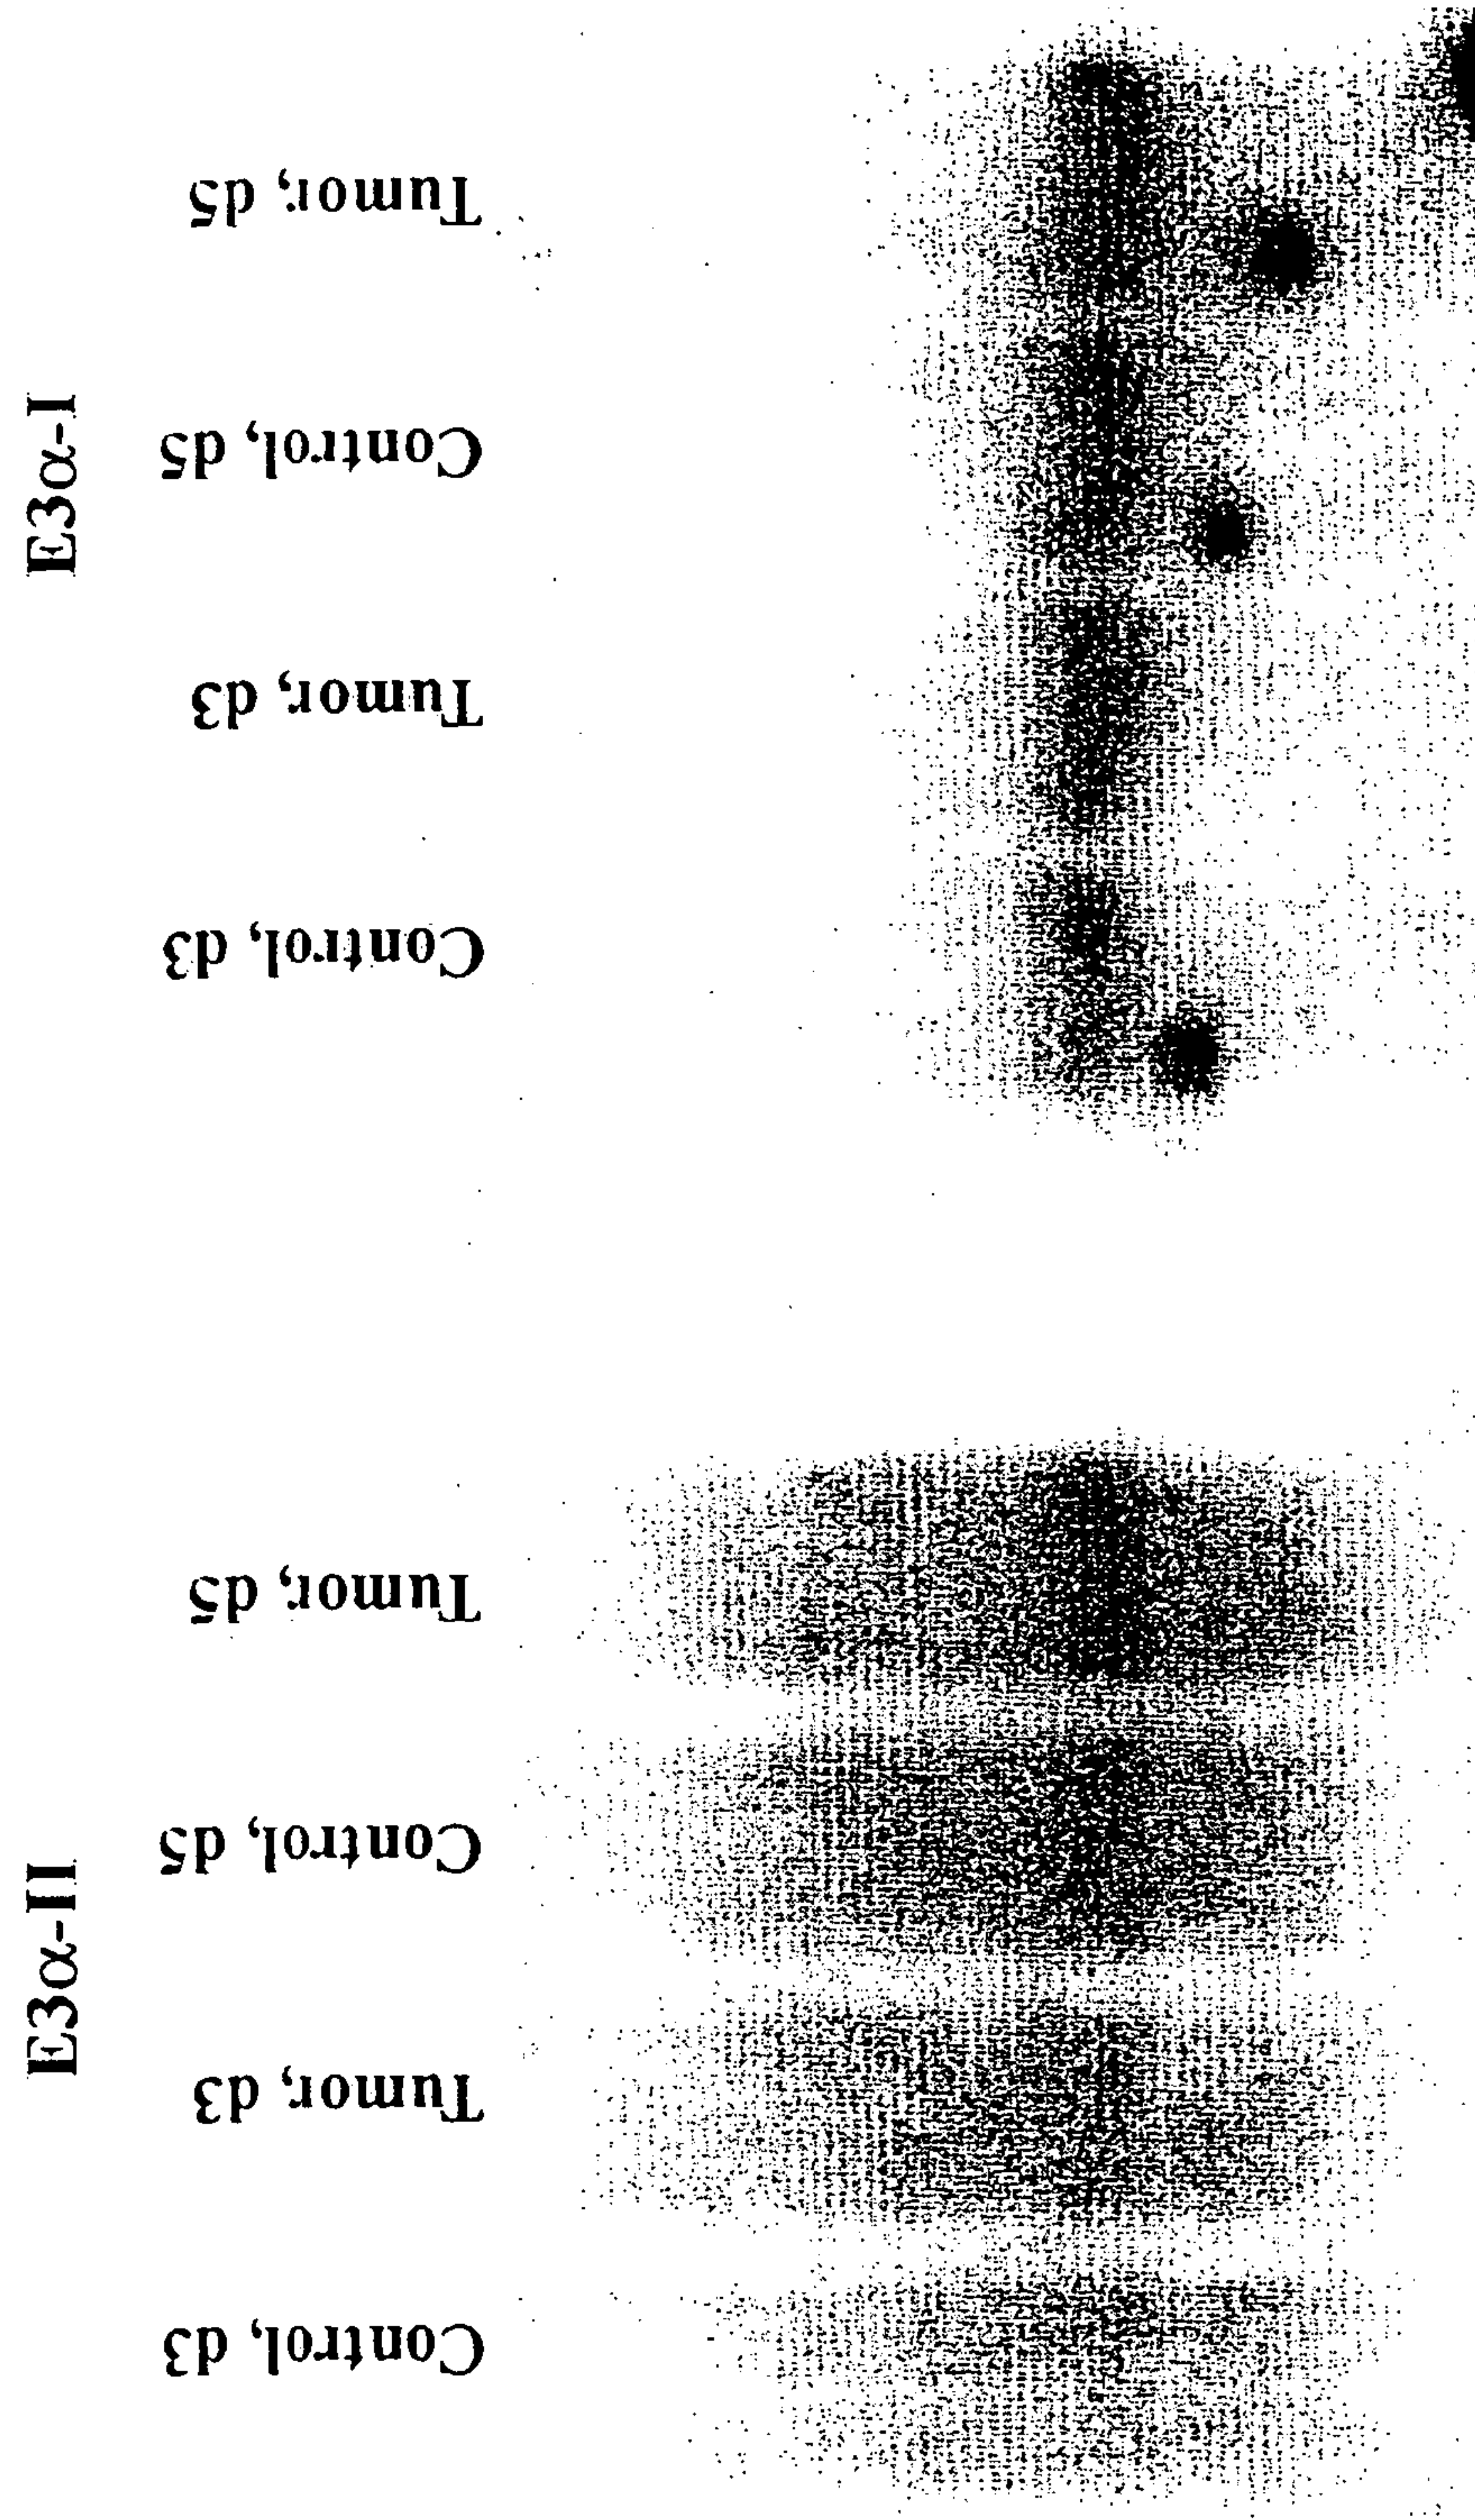 E3α-I
Tumor, d5
Control, d5
Tumor, d3
Control, d3
E3α-II
Tumor, d5
Control, d5
Tumor, d3
Control, d3